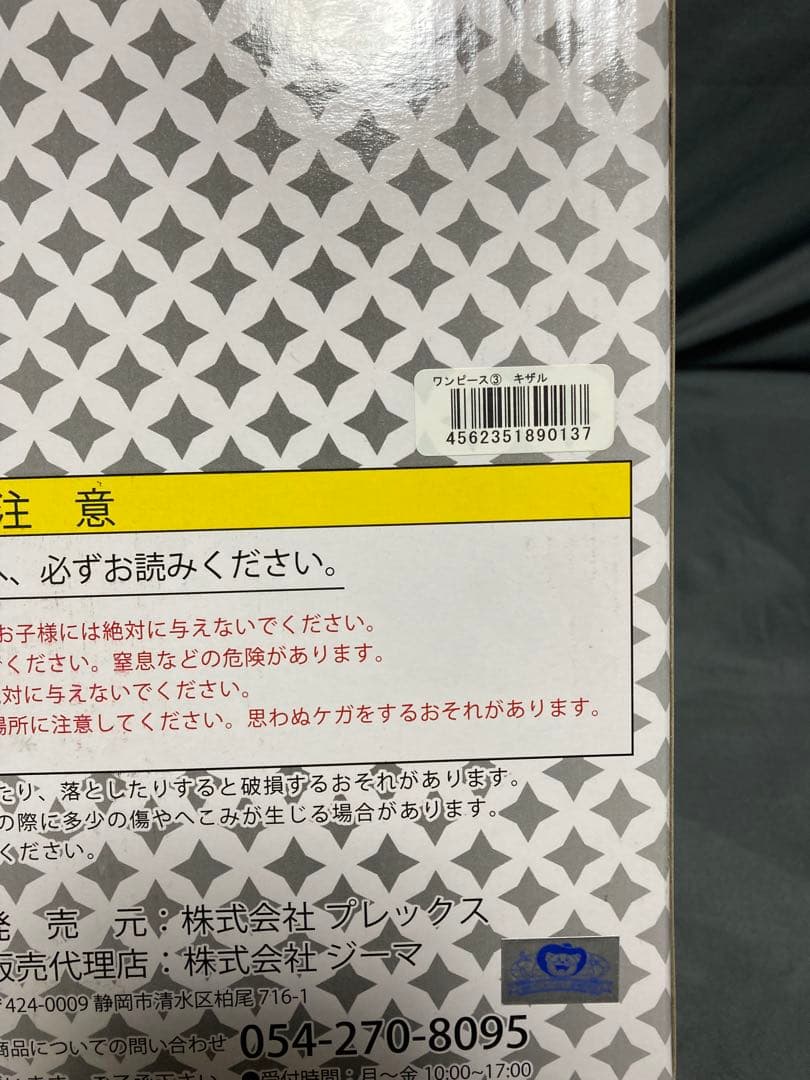 ワンピース③ キザル
4562351890137
注 意
、必ずお読みください。
お子様には絶対に与えないでください。
ください。窒息などの危険があります。
対に与えないでください。
場所に注意してください。思わぬケガをするおそれがあります。
たり、落としたりすると破損するおそれがあります。
の際に多少の傷やへこみが生じる場合があります。
ください。
発 売 元：株式会社 プレックス
販売代理店：株式会社 ジーマ
〒424-0009 静岡市清水区柏尾 716-1
商品についての問い合わせ 054-270-8095
●受付時間：月～金 10:00~17:00